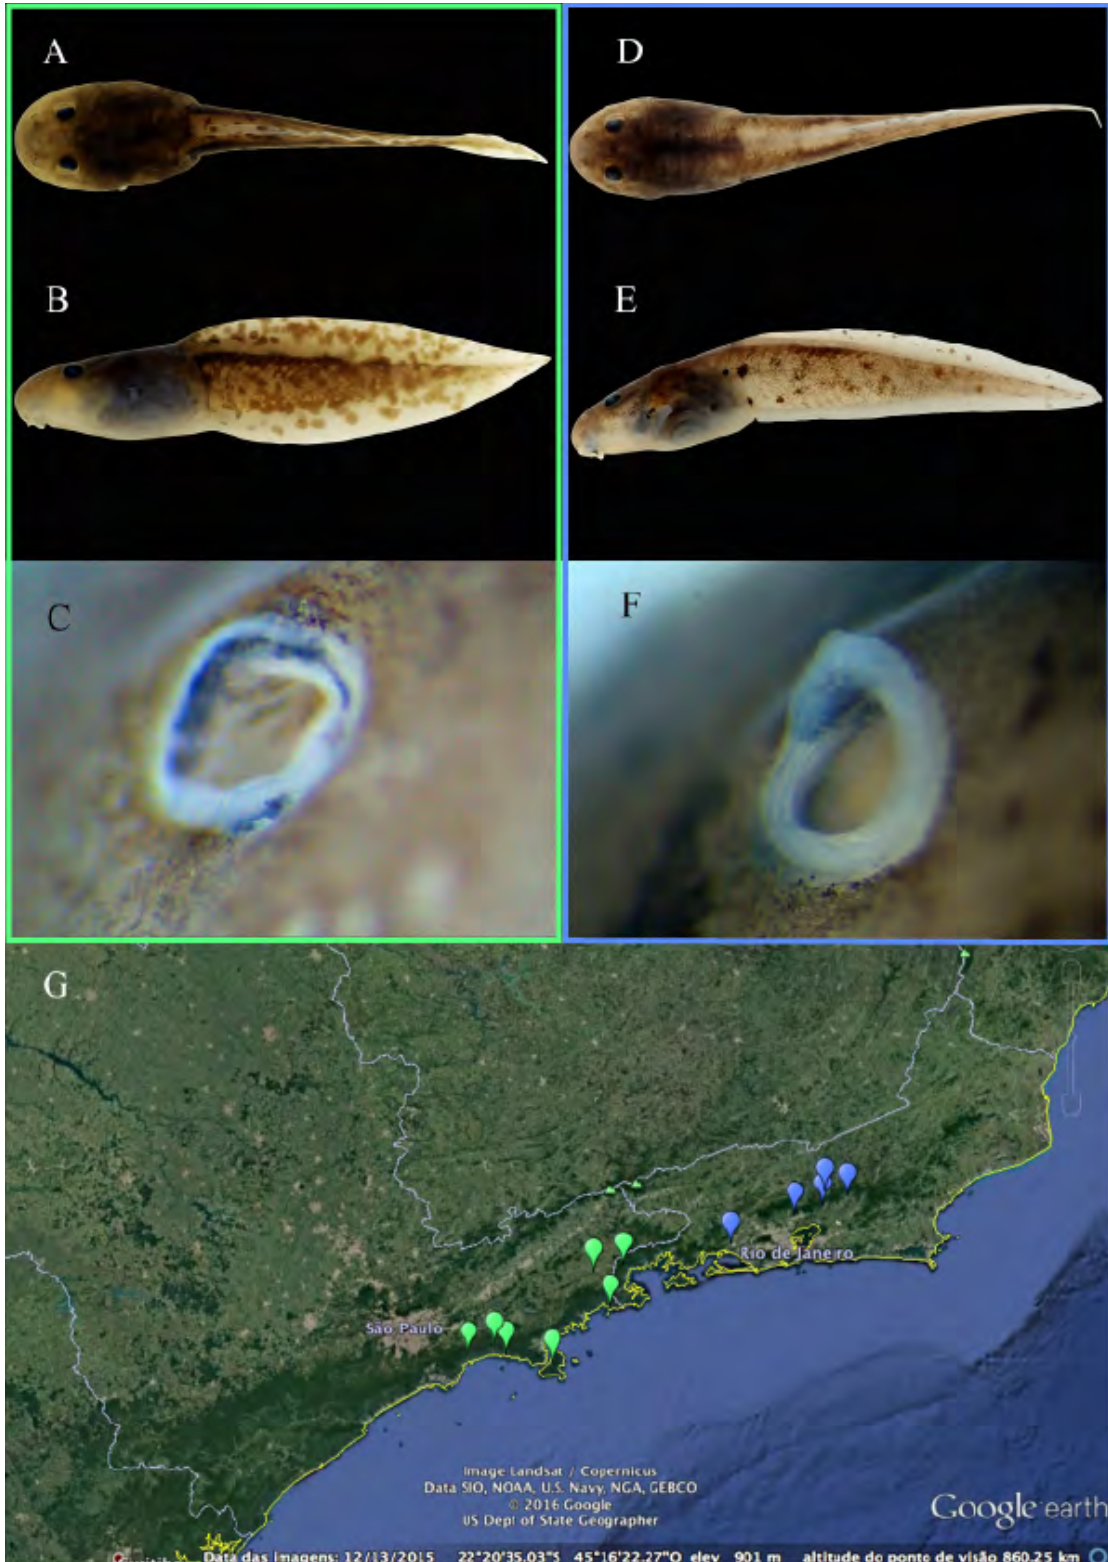 A
D
B
E
C
F
G
Rio de Janeiro
São Paulo
Image Landsat / Copernicus
Data SIO, NOAA, U.S. Navy, NGA, GEBCO
© 2016 Google
US Dept of State Geographer
Google earth
Data das imagens: 12/13/2015 22°20'35.03"S 45°16'22.27"O elev 901 m altitude do ponto de visão 860.25 km